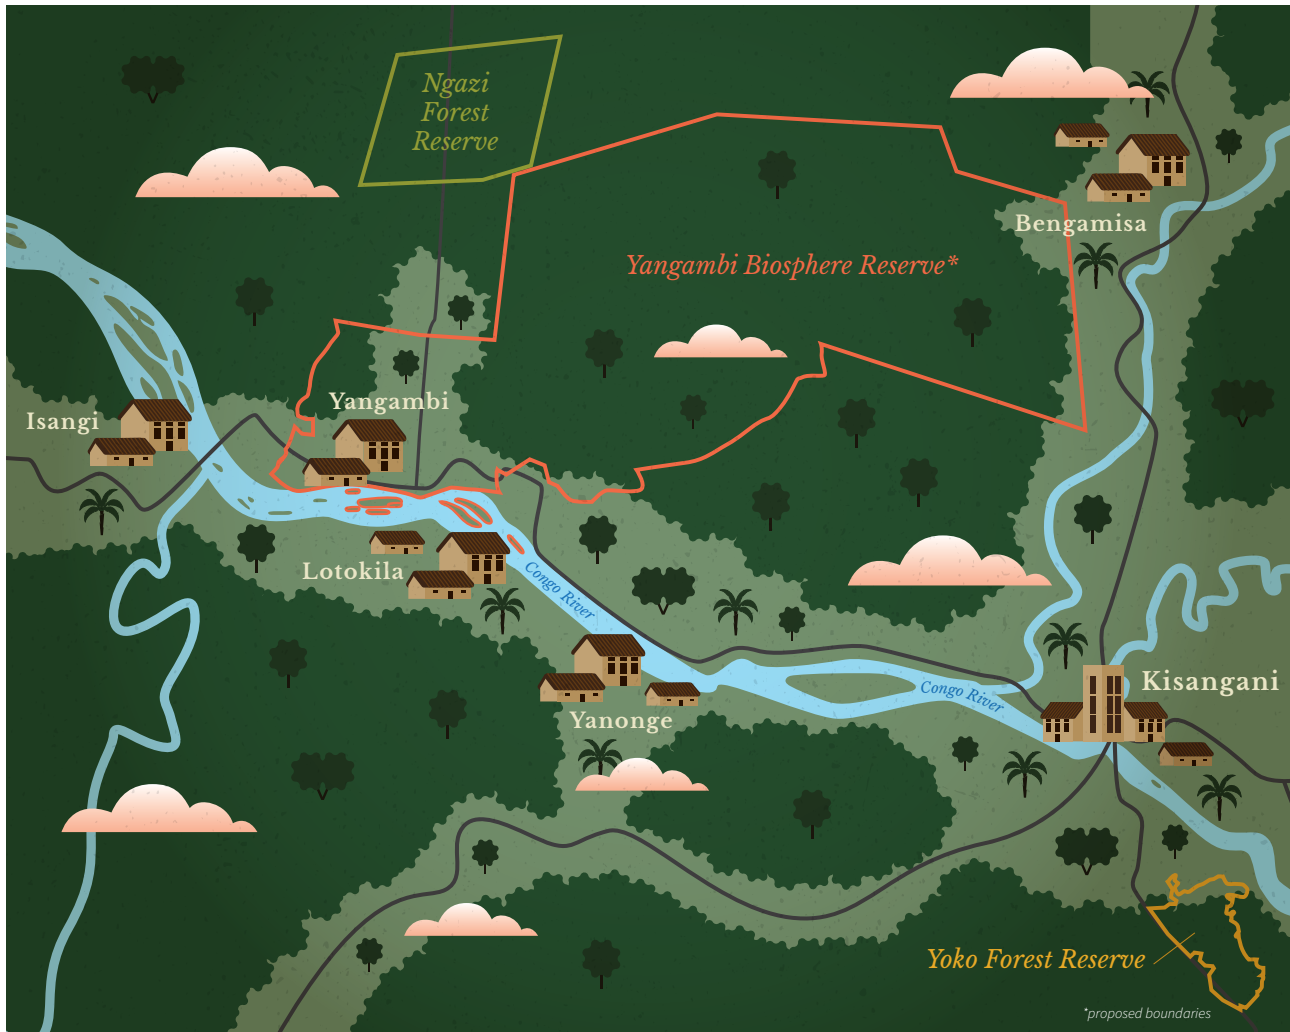 Ngazi
Forest
Reserve
Bengamisa
Yangambi Biosphere Reserve*
Yangambi
Isangi
Lotokila
Congo River
Kisangani
Congo River
Yanonge
Yoko Forest Reserve
*proposed boundaries